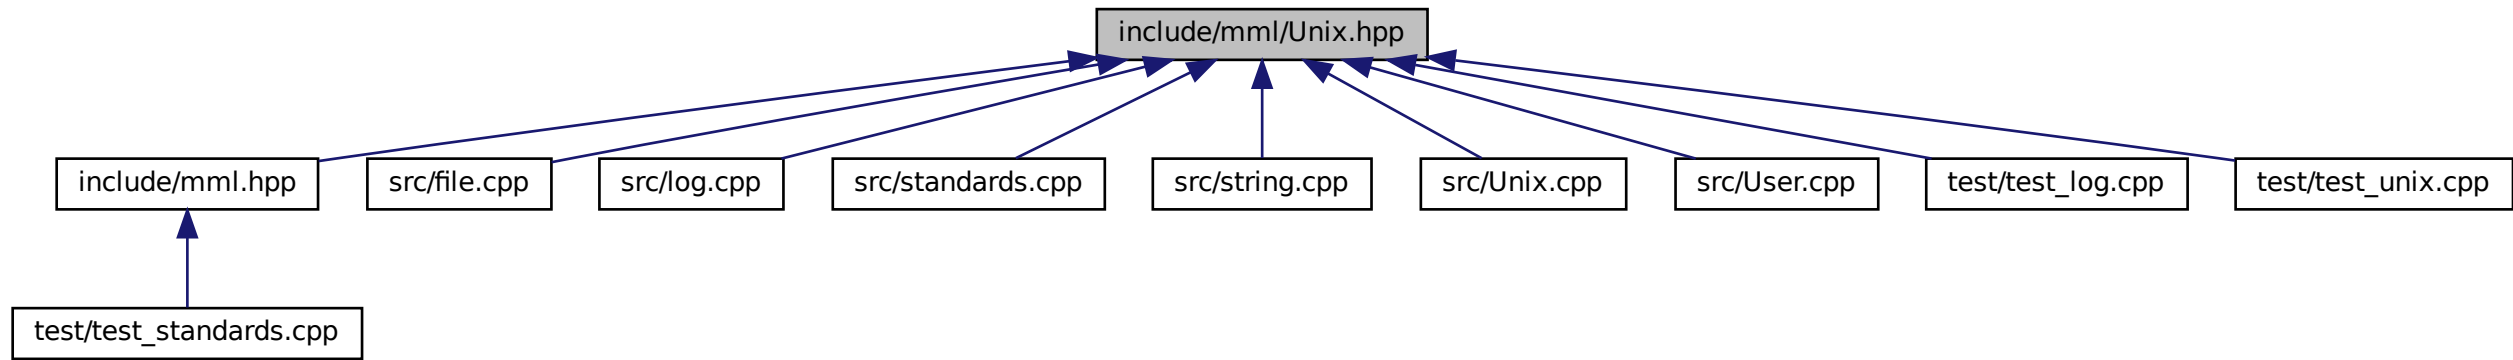 include/mml/Unix.hpp
include/mml.hpp
src/file.cpp
src/log.cpp
src/standards.cpp
src/string.cpp
src/Unix.cpp
src/User.cpp
test/test_log.cpp
test/test_unix.cpp
test/test_standards.cpp